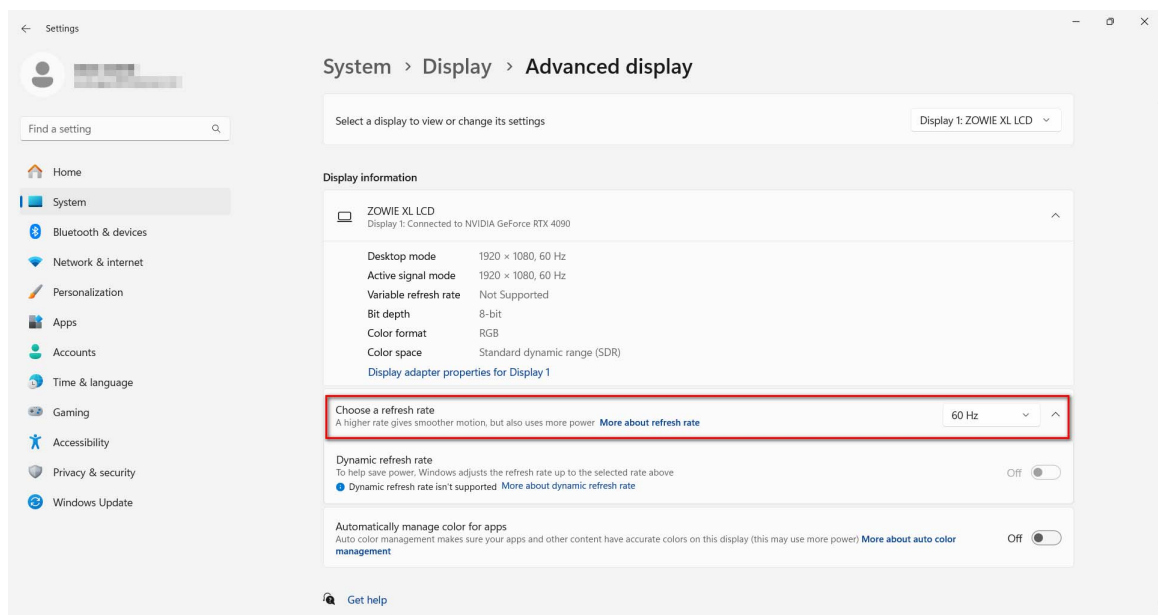 Settings
System > Display > Advanced display
Find a setting
Home
System
Bluetooth & devices
Network & internet
Personalization
Apps
Accounts
Time & language
Gaming
Accessibility
Privacy & security
Windows Update
Select a display to view or change its settings
Display 1: ZOWIE XL LCD
Display information
ZOWIE XL LCD
Display 1: Connected to NVIDIA GeForce RTX 4090
Desktop mode 1920 × 1080, 60 Hz
Active signal mode 1920 × 1080, 60 Hz
Variable refresh rate Not Supported
Bit depth 8-bit
Color format RGB
Color space Standard dynamic range (SDR)
Display adapter properties for Display 1
Choose a refresh rate
A higher rate gives smoother motion, but also uses more power More about refresh rate
60 Hz
Dynamic refresh rate
To help save power, Windows adjusts the refresh rate up to the selected rate above
Dynamic refresh rate isn't supported More about dynamic refresh rate
Off
Automatically manage color for apps
Auto color management makes sure your apps and other content have accurate colors on this display (this may use more power) More about auto color
management
Off
Get help